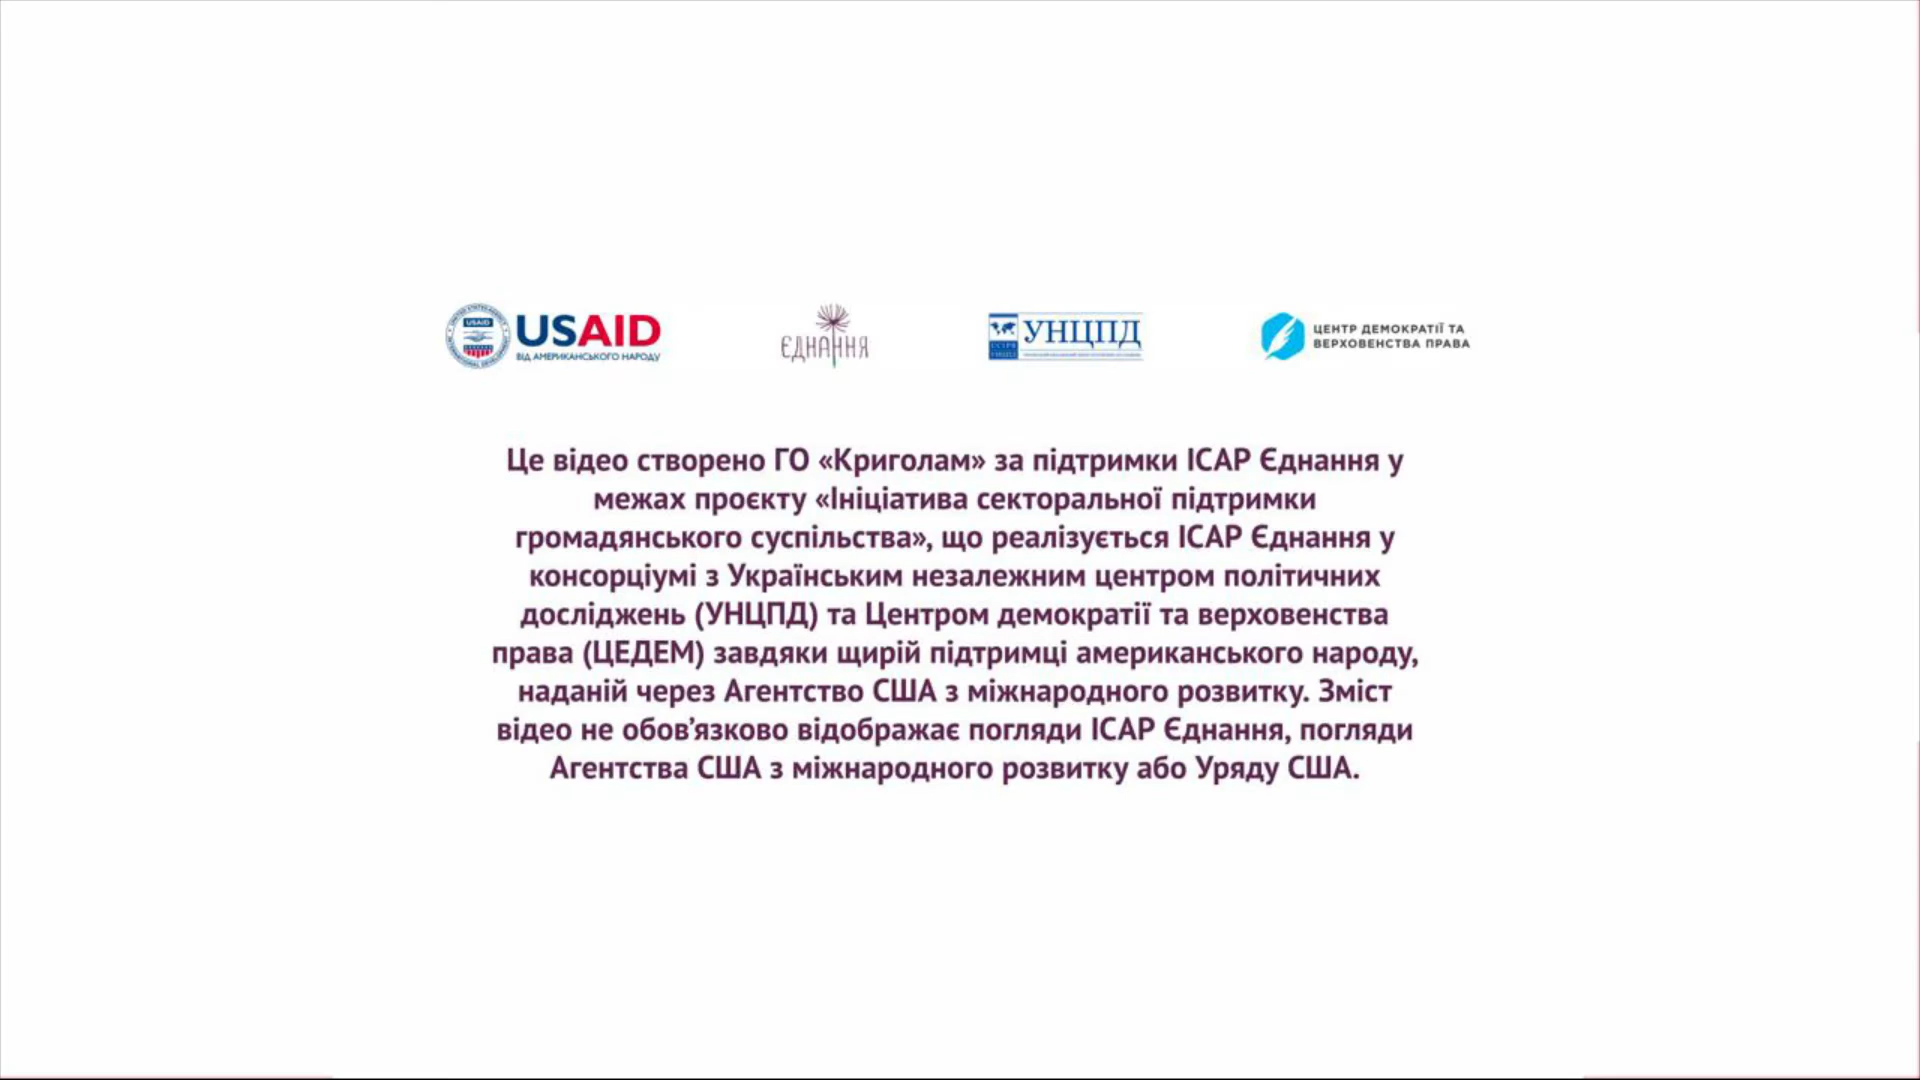 USAID
ВІД АМЕРИКАНСЬКОГО НАРОДУ
ЄДНАННЯ
УНЦПД
ЦЕНТР ДЕМОКРАТІЇ ТА
ВЕРХОВЕНСТВА ПРАВА
Це відео створено ГО «Криголам» за підтримки ІСАР Єднання у
межах проєкту «Ініціатива секторальної підтримки
громадянського суспільства», що реалізується ІСАР Єднання у
консорціумі з Українським незалежним центром політичних
досліджень (УНЦПД) та Центром демократії та верховенства
права (ЦЕДЕМ) завдяки щирій підтримці американського народу,
наданій через Агентство США з міжнародного розвитку. Зміст
відео не обов’язково відображає погляди ІСАР Єднання, погляди
Агентства США з міжнародного розвитку або Уряду США.